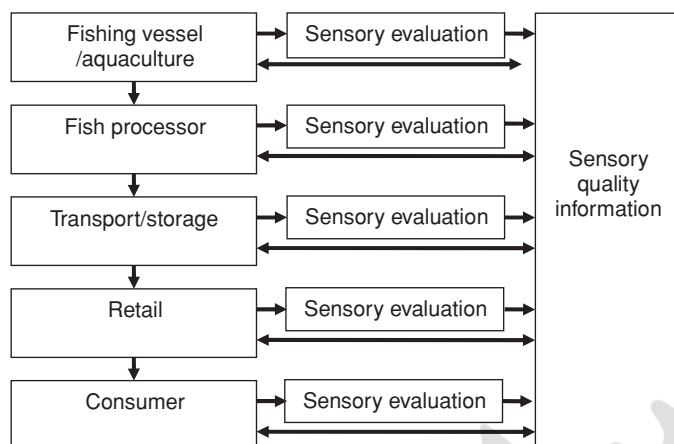 Fishing vessel
/aquaculture
Sensory evaluation
Fish processor
Sensory evaluation
Transport/storage
Sensory evaluation
Retail
Sensory evaluation
Consumer
Sensory evaluation
Sensory
quality
information